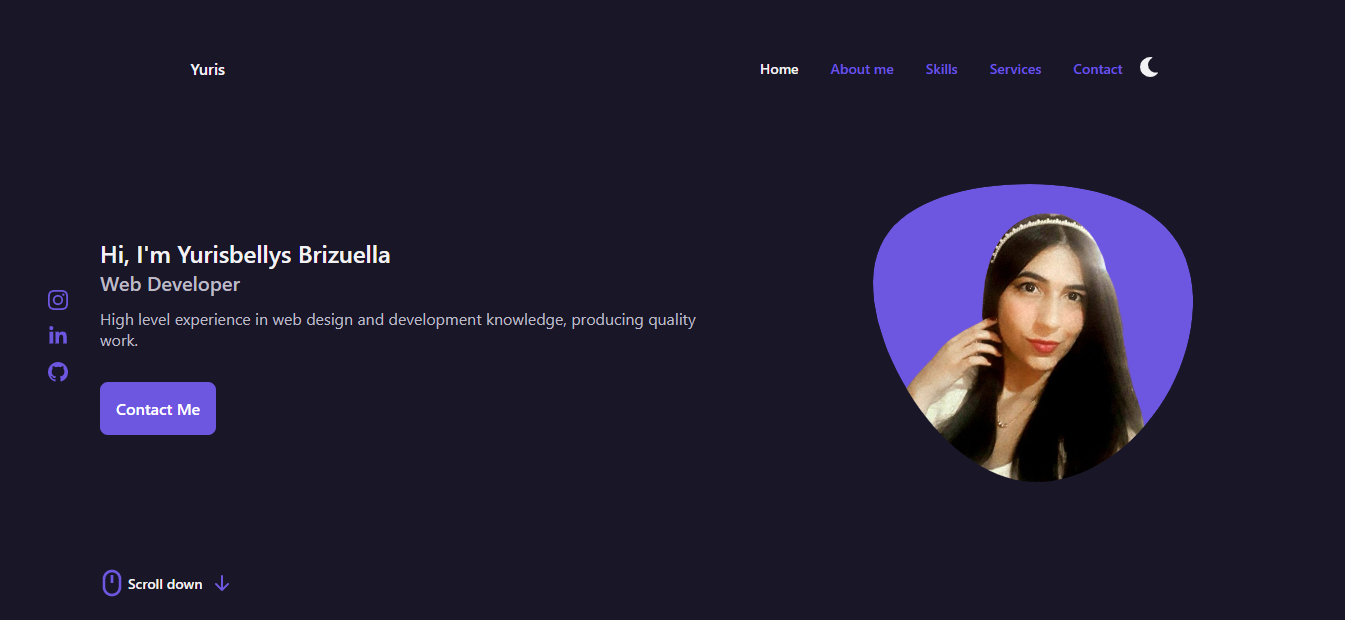 Yuris
Home
About me
Skills
Services
Contact
Hi, I'm Yurisbellys Brizuella
Web Developer
High level experience in web design and development knowledge, producing quality
work.
Contact Me
Scroll down